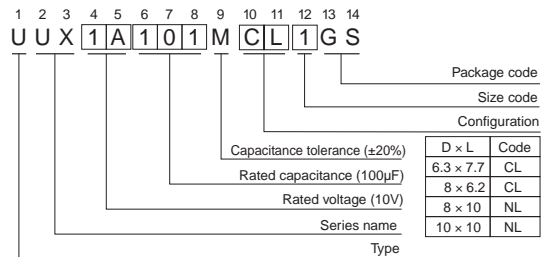 1 2 3 4 5 6 7 8 9 10 11 12 13 14
U U X 1 A 1 0 1 M C L 1 G S
Package code
Size code
Configuration
Capacitance tolerance (±20%)
Rated capacitance (100µF)
Rated voltage (10V)
Series name
Type
D × L Code
6.3 × 7.7 CL
8 × 6.2 CL
8 × 10 NL
10 × 10 NL